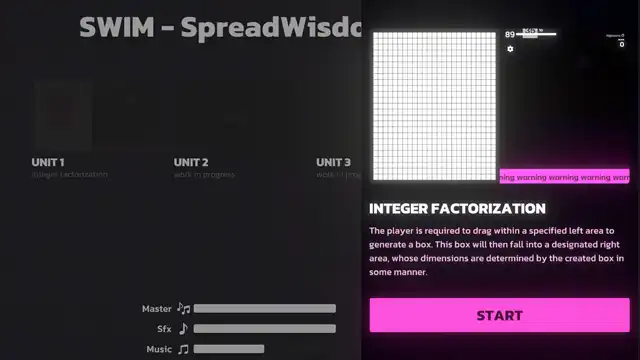 SWIM - SpreadWisdo
89
0
ning warning warning warning warn
UNIT 1
integer factorization
UNIT 2
work in progress
UNIT 3
work in prog
INTEGER FACTORIZATION
The player is required to drag within a specified left area to
generate a box. This box will then fall into a designated right
area, whose dimensions are determined by the created box in
some manner.
START
Master
Sfx
Music